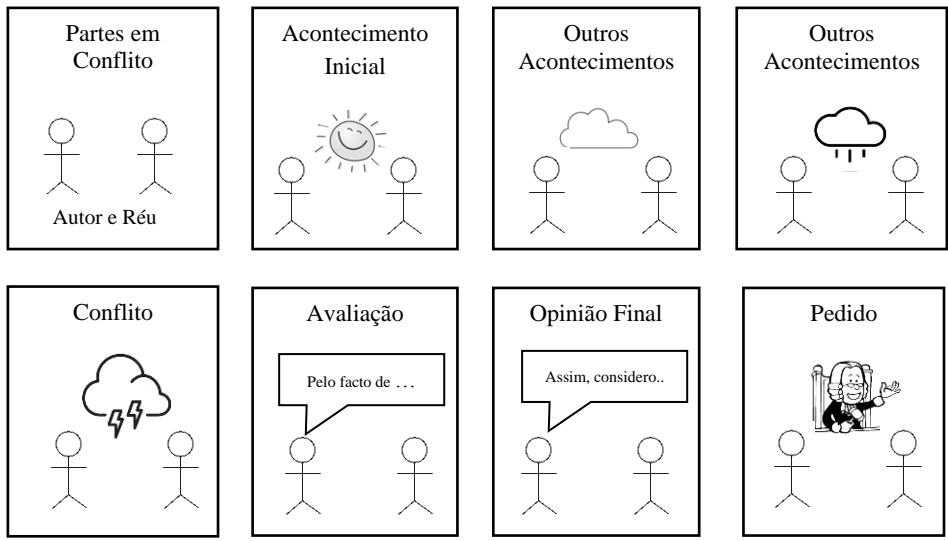 Partes em
Conflito
Autor e Réu
Acontecimento
Inicial
Outros
Acontecimentos
Outros
Acontecimentos
Conflito
Avaliação
Pelo facto de ...
Opinião Final
Assim, considero..
Pedido